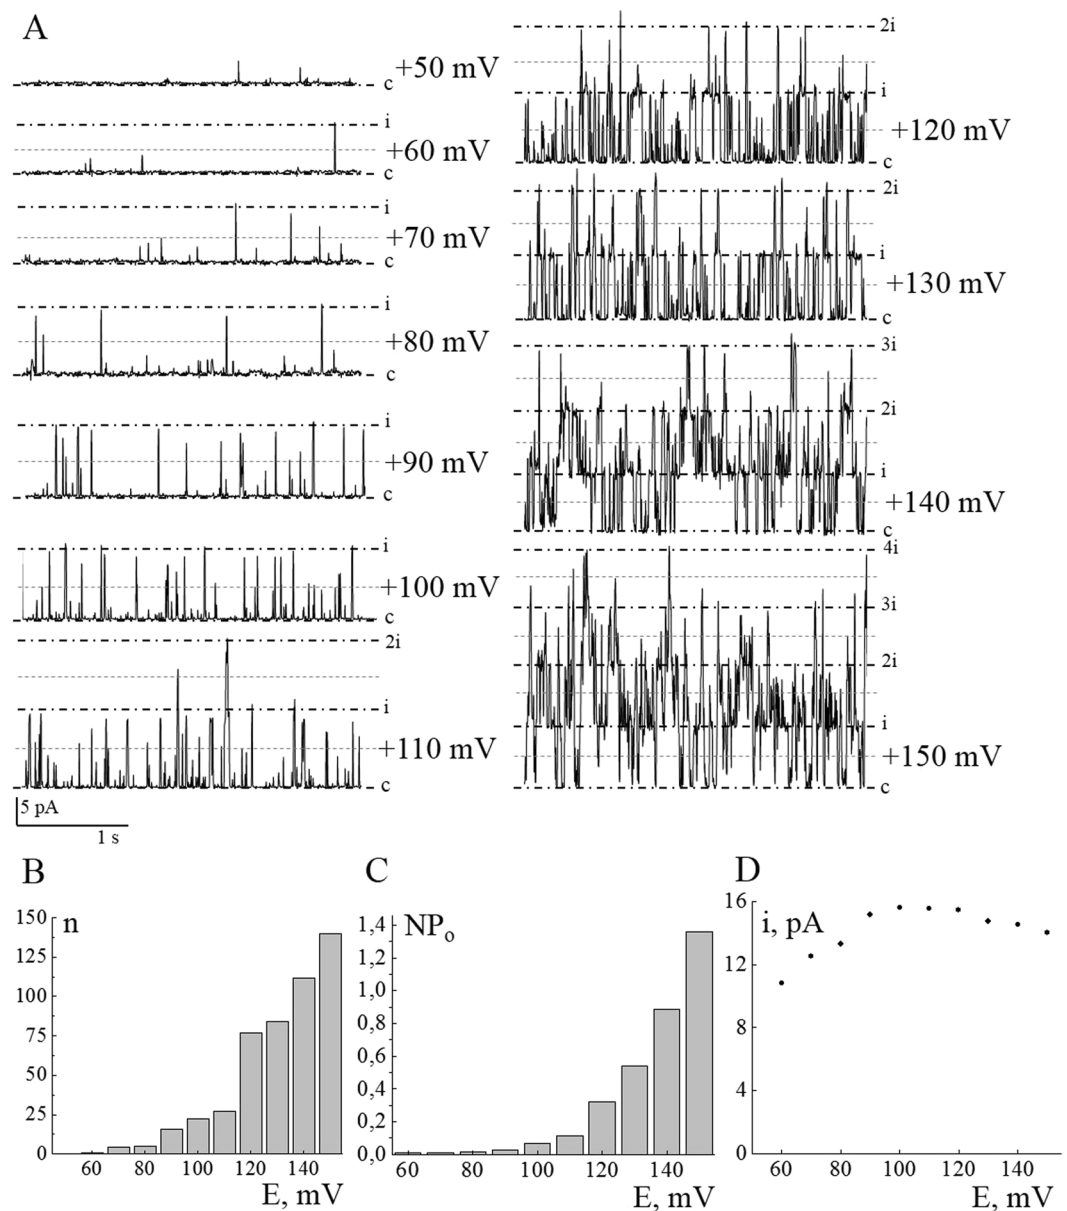 A
+50 mV
c
i
+60 mV
c
i
+70 mV
c
i
+80 mV
c
i
+90 mV
c
i
+100 mV
c
2i
i
+110 mV
c
5 pA
1 s
2i
i
+120 mV
c
2i
i
+130 mV
c
3i
2i
i
+140 mV
c
4i
3i
2i
i
+150 mV
c
B
n
150
125
100
75
50
25
0
60 80 100 120 140
E, mV
C
NPo
1,4
1,2
1,0
0,8
0,6
0,4
0,2
0,0
60 80 100 120 140
E, mV
D
i, pA
16
12
8
4
0
60 80 100 120 140
E, mV